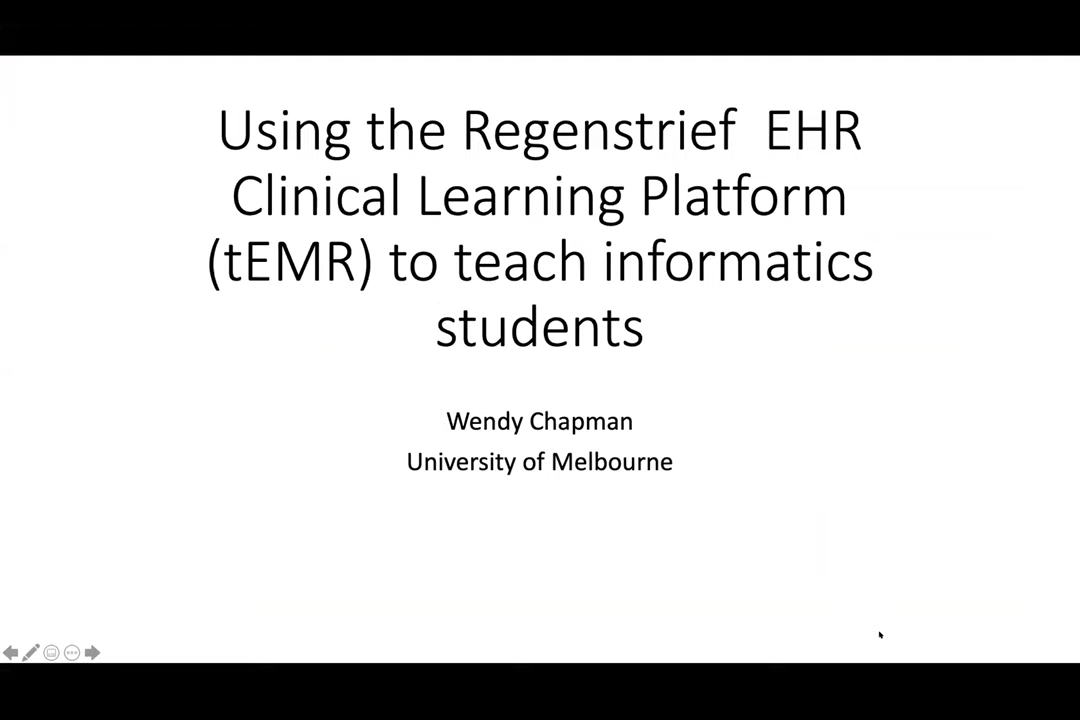 Using the Regenstrief  EHR
Clinical Learning Platform
(tEMR) to teach informatics
students
Wendy Chapman
University of Melbourne